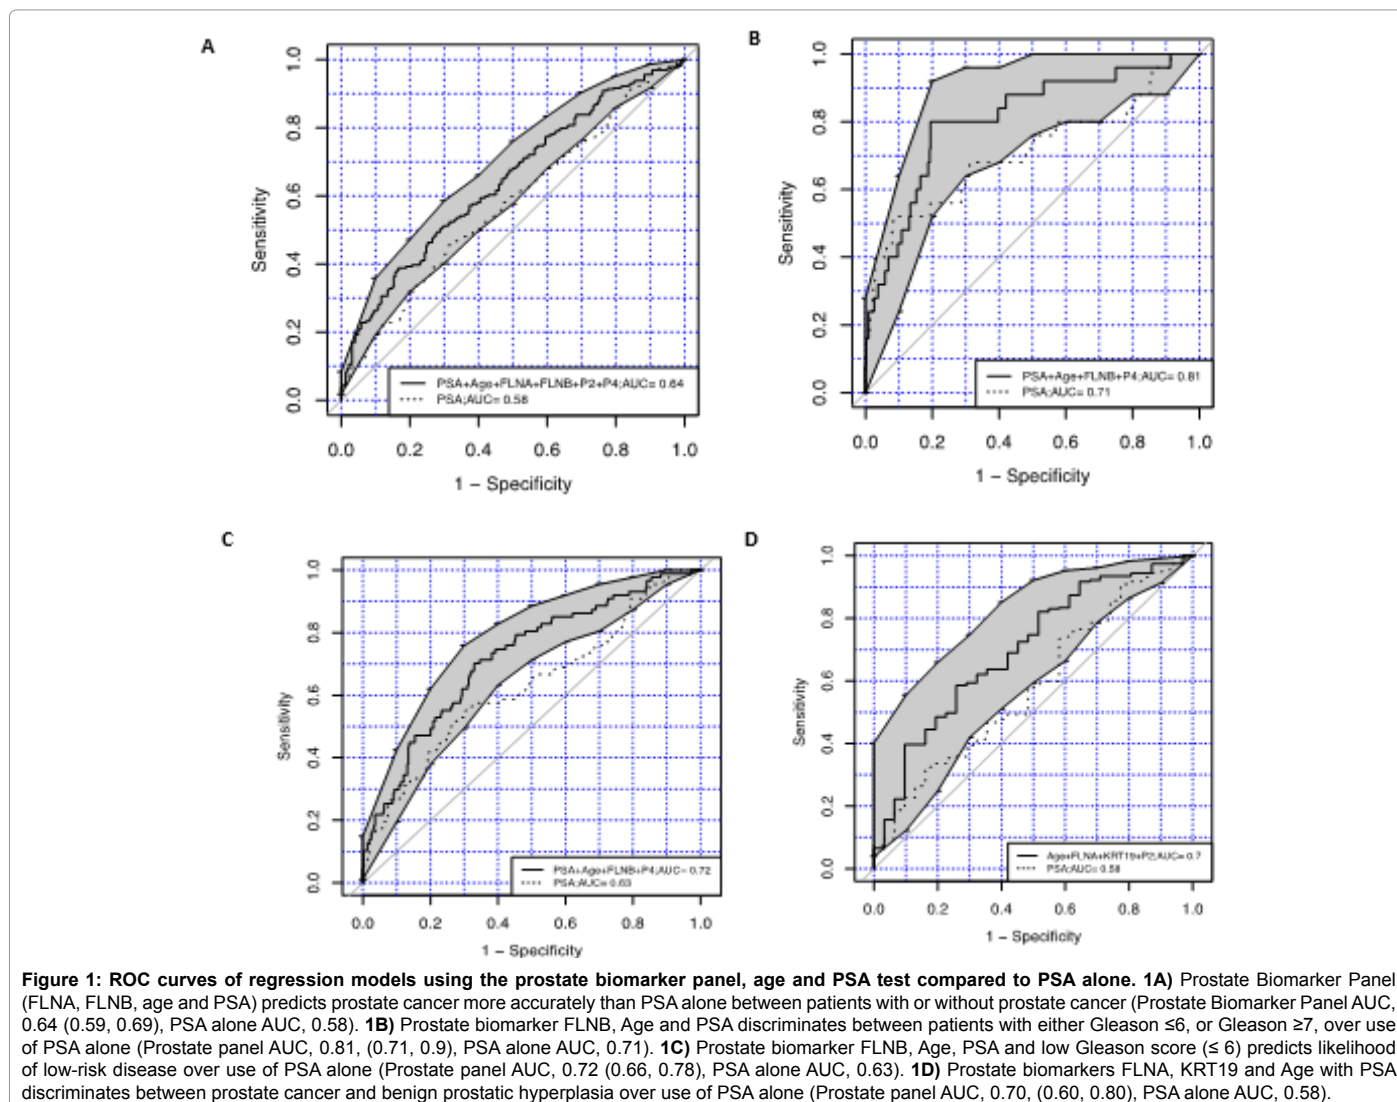 A
1.0
0.8
0.6
0.4
0.2
0.0
Sensitivity
PSA+Age+FLNA+FLNB+P2+P4;AUC= 0.64
PSA;AUC= 0.58
0.0 0.2 0.4 0.6 0.8 1.0
1 − Specificity
B
1.0
0.8
0.6
0.4
0.2
0.0
Sensitivity
PSA+Age+FLNB+P4;AUC= 0.81
PSA;AUC= 0.71
0.0 0.2 0.4 0.6 0.8 1.0
1 − Specificity
C
1.0
0.8
0.6
0.4
0.2
0.0
Sensitivity
PSA+Age+FLNB+P4;AUC= 0.72
PSA;AUC= 0.63
0.0 0.2 0.4 0.6 0.8 1.0
1 − Specificity
D
1.0
0.8
0.6
0.4
0.2
0.0
Sensitivity
Age+FLNA+KRT19+P2;AUC= 0.7
PSA;AUC= 0.58
0.0 0.2 0.4 0.6 0.8 1.0
1 − Specificity
Figure 1: ROC curves of regression models using the prostate biomarker panel, age and PSA test compared to PSA alone. 1A) Prostate Biomarker Panel
(FLNA, FLNB, age and PSA) predicts prostate cancer more accurately than PSA alone between patients with or without prostate cancer (Prostate Biomarker Panel AUC,
0.64 (0.59, 0.69), PSA alone AUC, 0.58). 1B) Prostate biomarker FLNB, Age and PSA discriminates between patients with either Gleason ≤6, or Gleason ≥7, over use
of PSA alone (Prostate panel AUC, 0.81, (0.71, 0.9), PSA alone AUC, 0.71). 1C) Prostate biomarker FLNB, Age, PSA and low Gleason score (≤ 6) predicts likelihood
of low-risk disease over use of PSA alone (Prostate panel AUC, 0.72 (0.66, 0.78), PSA alone AUC, 0.63). 1D) Prostate biomarkers FLNA, KRT19 and Age with PSA
discriminates between prostate cancer and benign prostatic hyperplasia over use of PSA alone (Prostate panel AUC, 0.70, (0.60, 0.80), PSA alone AUC, 0.58).